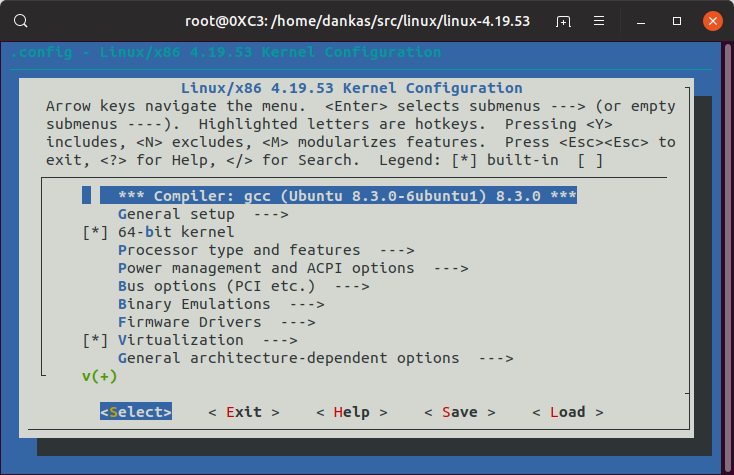 root@0XC3: /home/dankas/src/linux/linux-4.19.53
.config - Linux/x86 4.19.53 Kernel Configuration
Linux/x86 4.19.53 Kernel Configuration
Arrow keys navigate the menu.  <Enter> selects submenus ---> (or empty
submenus ----).  Highlighted letters are hotkeys.  Pressing <Y>
includes, <N> excludes, <M> modularizes features.  Press <Esc><Esc> to
exit, <?> for Help, </> for Search.  Legend: [*] built-in  [ ]
*** Compiler: gcc (Ubuntu 8.3.0-6ubuntu1) 8.3.0 ***
General setup  --->
[*] 64-bit kernel
Processor type and features  --->
Power management and ACPI options  --->
Bus options (PCI etc.)  --->
Binary Emulations  --->
Firmware Drivers  --->
[*] Virtualization  --->
General architecture-dependent options  --->
v(+)
<Select>    < Exit >    < Help >    < Save >    < Load >